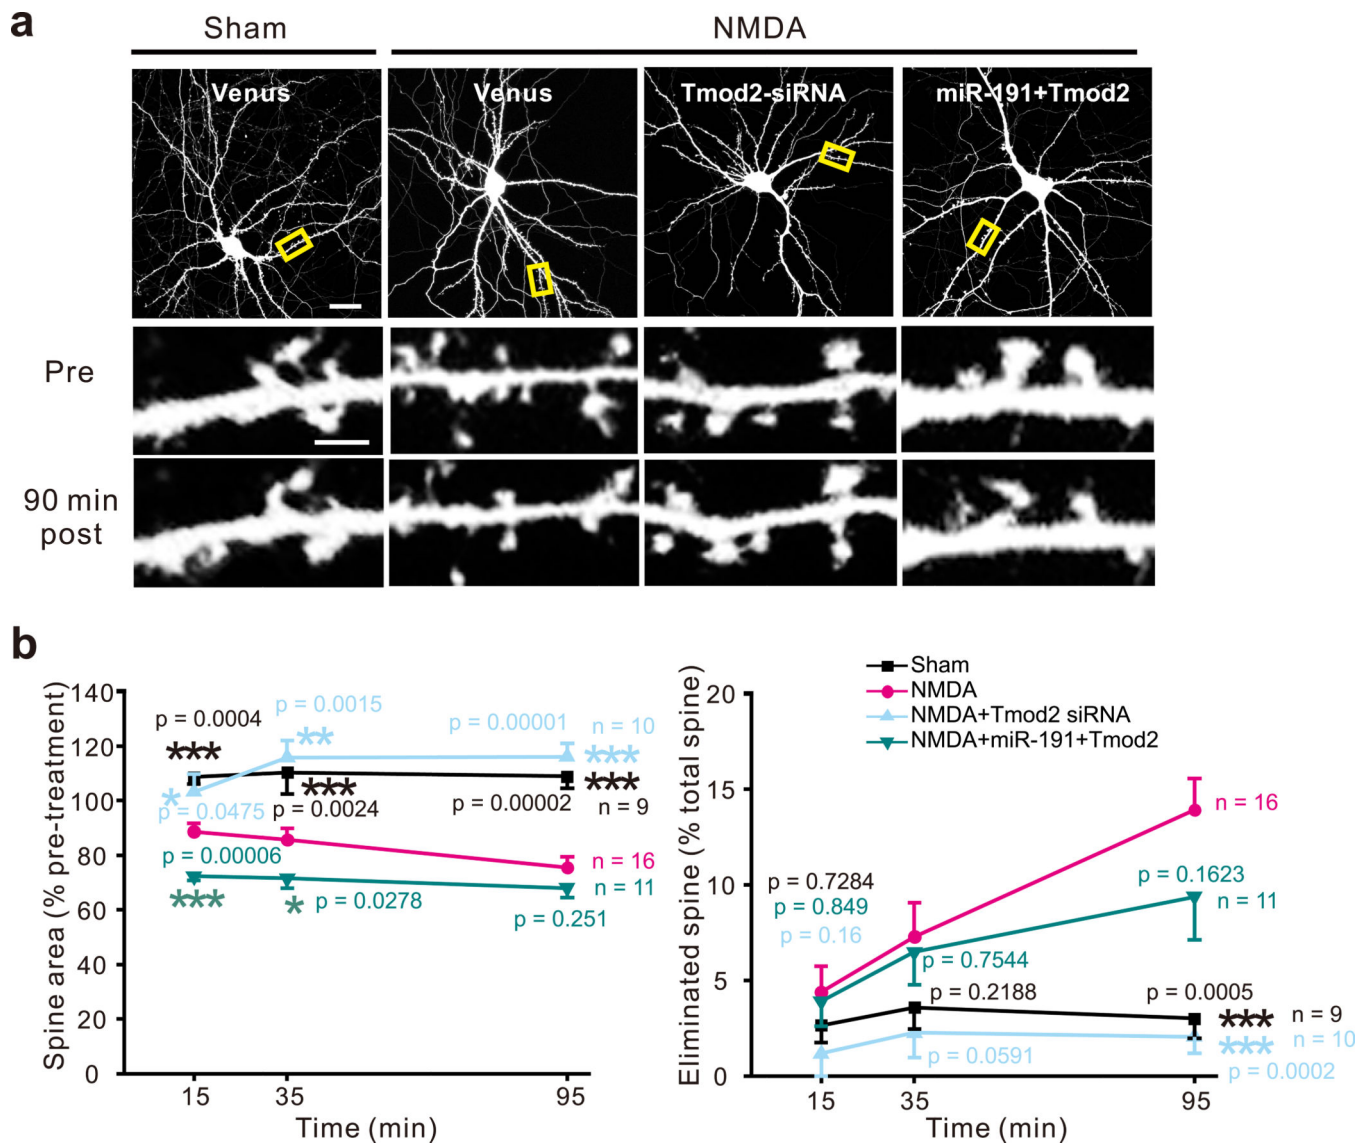 a
Sham
NMDA
Venus
Venus
Tmod2-siRNA
miR-191+Tmod2
Pre
90 min
post
b
Spine area (% pre-treatment)
140
120
100
80
60
40
20
0
15
35
95
Time (min)
p = 0.0004
***
p = 0.0015
**
p = 0.00001
n = 10
***
*
p = 0.0475
***
p = 0.0024
p = 0.00002
***
n = 9
p = 0.00006
n = 16
***
*
p = 0.0278
n = 11
p = 0.251
Eliminated spine (% total spine)
20
15
10
5
0
15
35
95
Time (min)
Sham
NMDA
NMDA+Tmod2 siRNA
NMDA+miR-191+Tmod2
n = 16
p = 0.7284
p = 0.849
p = 0.16
p = 0.1623
n = 11
p = 0.7544
p = 0.2188
p = 0.0005
***
n = 9
p = 0.0591
***
n = 10
p = 0.0002